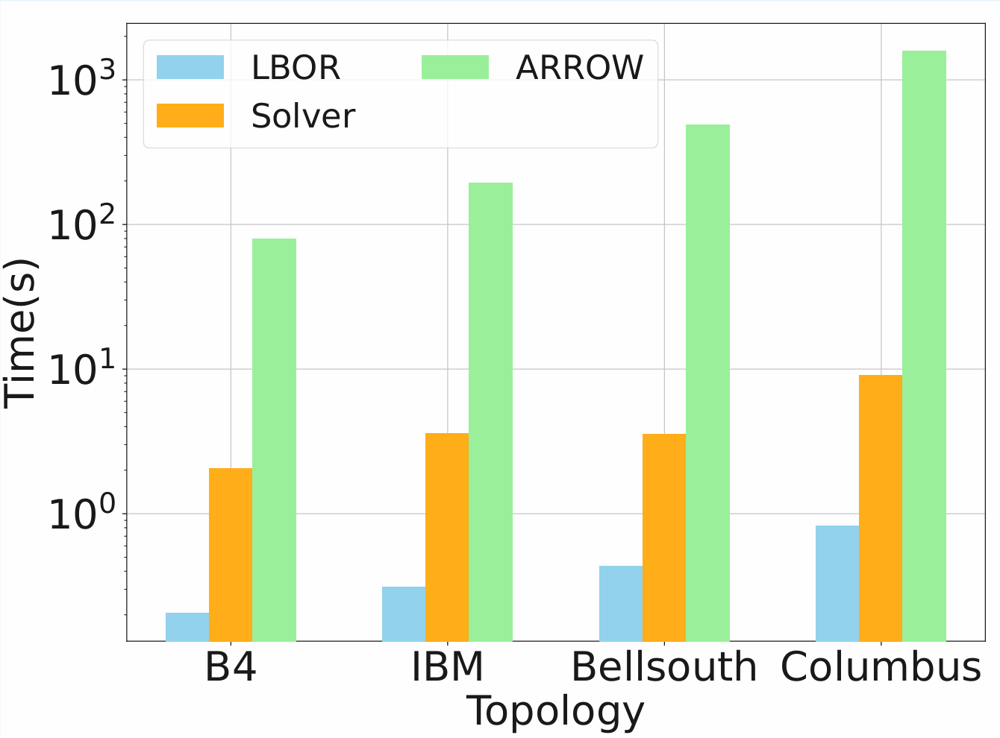 LBOR
Solver
ARROW
10³
10²
10¹
10⁰
Time(s)
B4 IBM Bellsouth Columbus
Topology